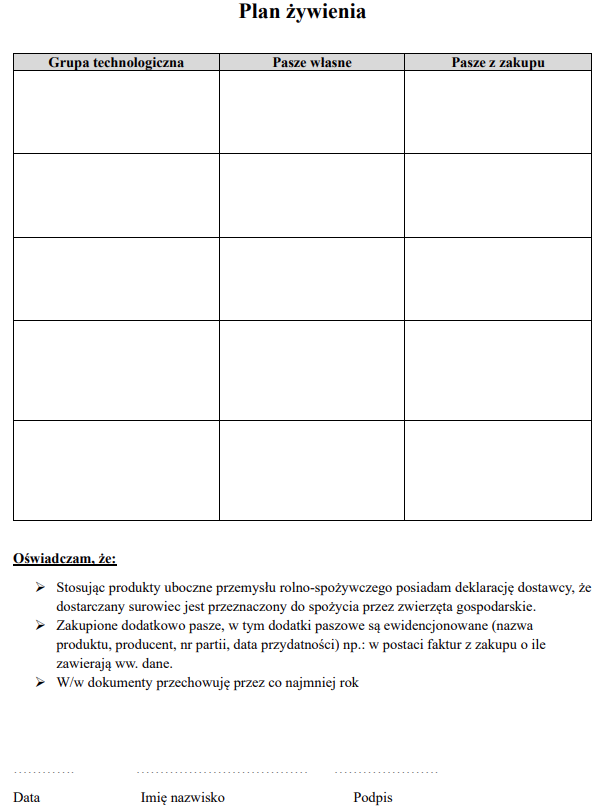 Plan żywienia
Grupa technologiczna Pasze własne Pasze z zakupu
Oświadczam, że:
➢ Stosując produkty uboczne przemysłu rolno-spożywczego posiadam deklarację dostawcy, że
dostarczany surowiec jest przeznaczony do spożycia przez zwierzęta gospodarskie.
➢ Zakupione dodatkowo pasze, w tym dodatki paszowe są ewidencjonowane (nazwa
produktu, producent, nr partii, data przydatności) np.: w postaci faktur z zakupu o ile
zawierają ww. dane.
➢ W/w dokumenty przechowuję przez co najmniej rok
Data Imię nazwisko Podpis